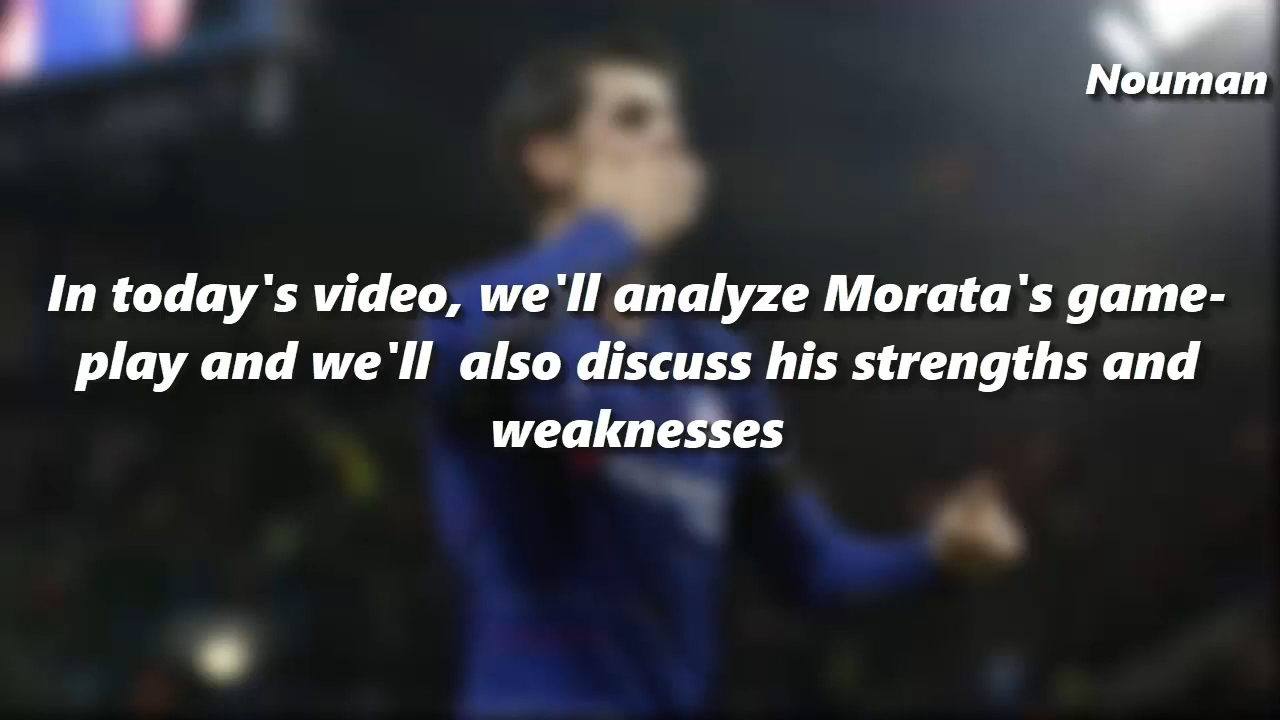 Nouman
In today's video, we'll analyze Morata's game-
play and we'll  also discuss his strengths and
weaknesses